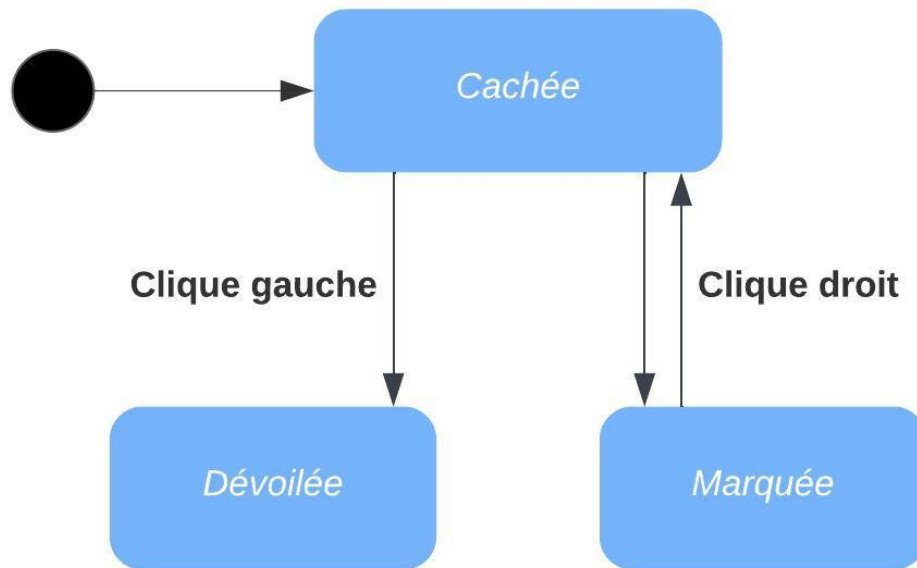 Cachée
Clique gauche
Clique droit
Dévoilée
Marquée